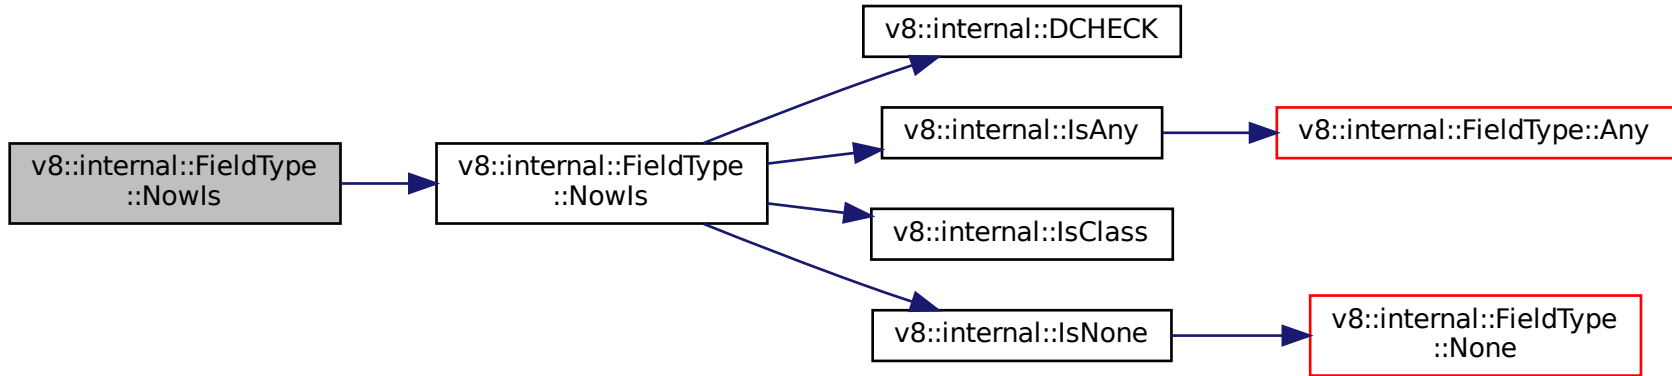 v8::internal::FieldType
::NowIs
v8::internal::FieldType
::NowIs
v8::internal::DCHECK
v8::internal::IsAny
v8::internal::IsClass
v8::internal::IsNone
v8::internal::FieldType::Any
v8::internal::FieldType
::None